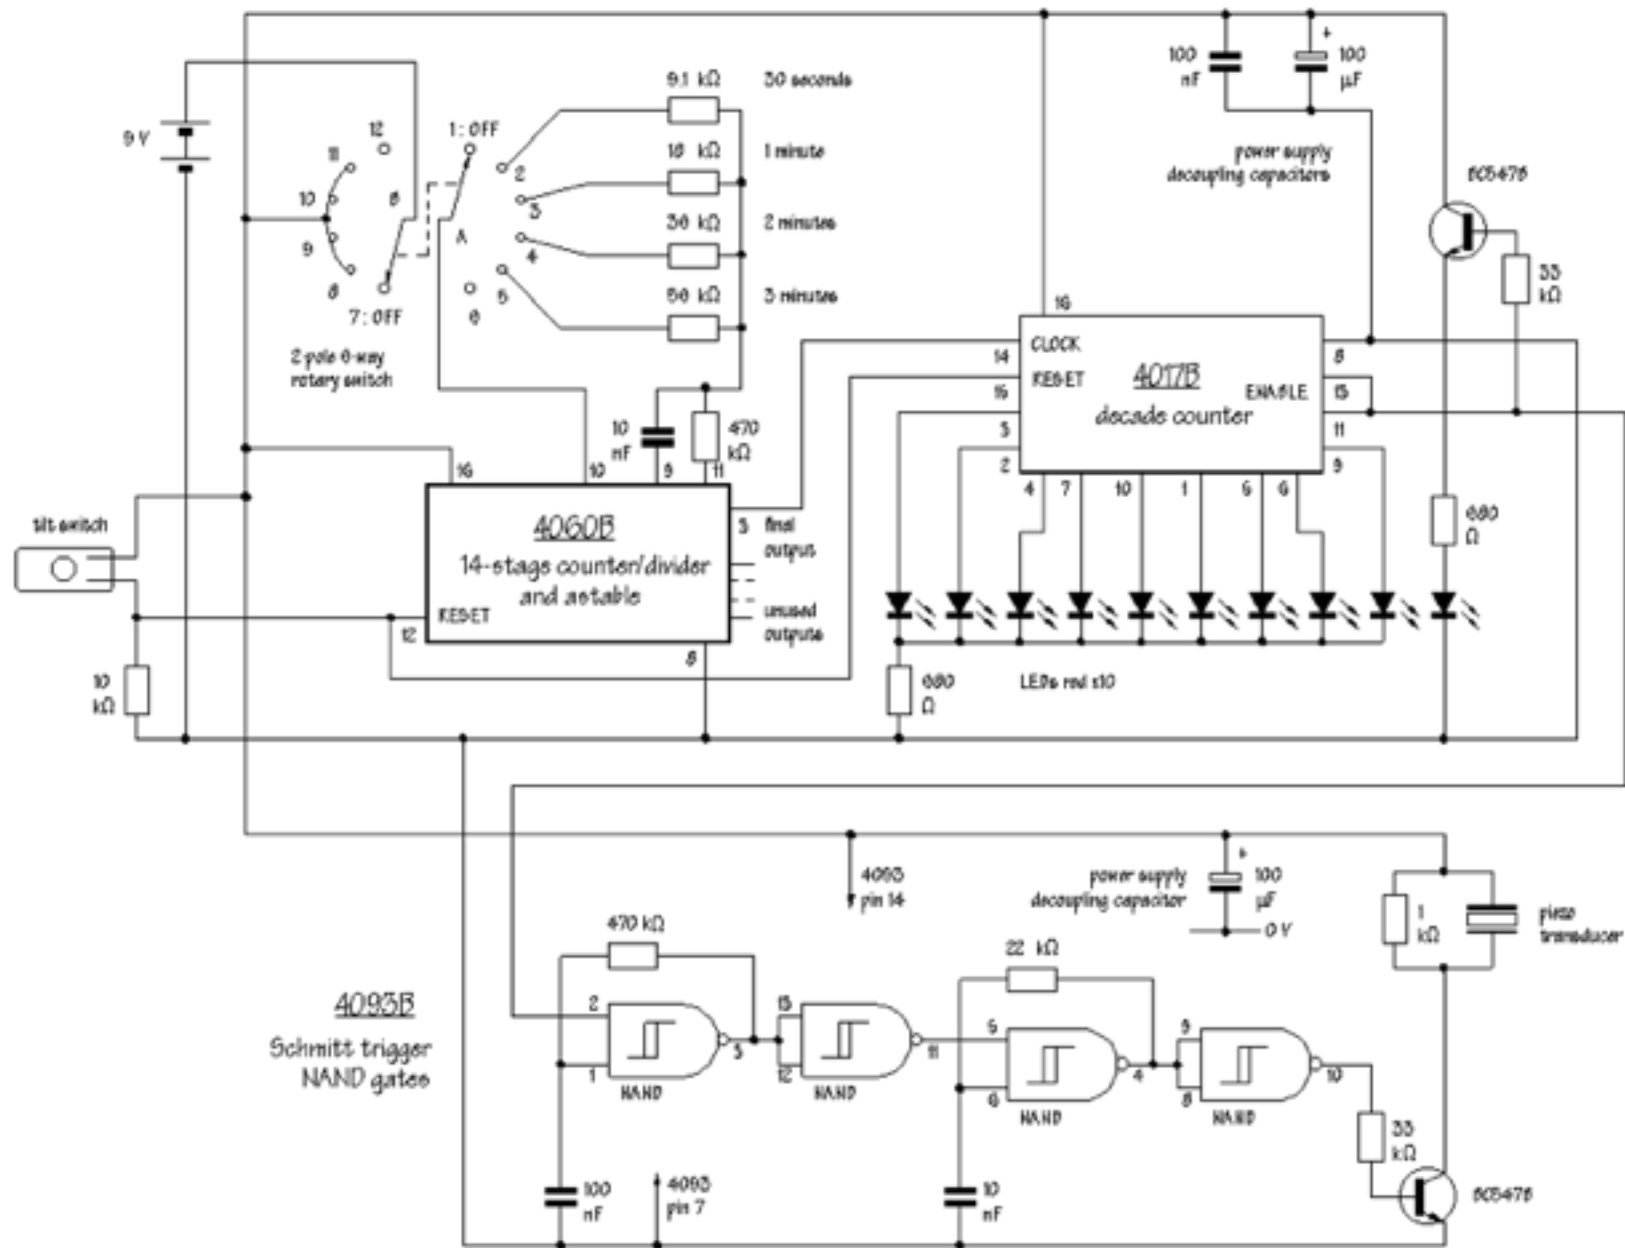 100 nF
+
100 µF
9.1 kΩ
30 seconds
9 V
12
1 : OFF
11
18 kΩ
1 minute
power supply
decoupling capacitors
BC547B
2
10
B
3
A
9
4
2 minutes
33 kΩ
8
5
7 : OFF
6
3 minutes
2-pole 6-way
rotary switch
16
14
CLOCK
4017B
8
RESET
ENABLE
13
15
decade counter
10 nF
470 kΩ
11
3
2
9
16
10
9
11
4
7
10
1
5
6
tilt switch
4060B
3
final
output
680 Ω
14-stage counter/divider
and astable
RESET
unused
outputs
12
8
10 kΩ
680 Ω
LEDs red x10
4093
pin 14
power supply
decoupling capacitor
+
100 µF
0 V
1 kΩ
piezo
transducer
470 kΩ
22 kΩ
4093B
Schmitt trigger
NAND gates
2
1
3
13
12
11
5
6
4
9
8
10
NAND
NAND
NAND
NAND
33 kΩ
100 nF
4093
pin 7
10 nF
BC547B